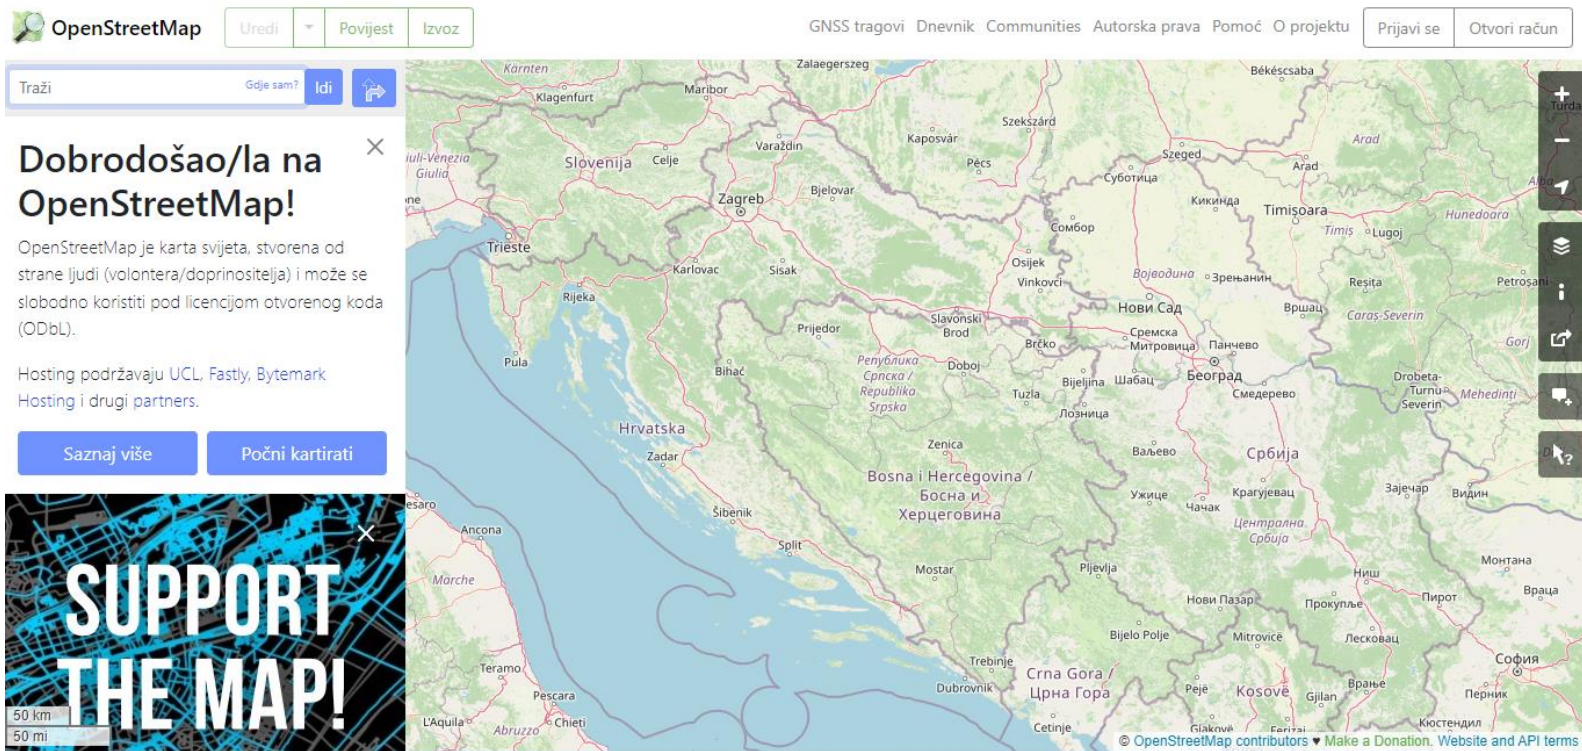 OpenStreetMap
Uredi
Povijest
Izvoz
GNSS tragovi
Dnevnik
Communities
Autorska prava
Pomoć
O projektu
Prijavi se
Otvori račun
Traži
Gdje sam?
Idi
Dobrodošao/la na
OpenStreetMap!
OpenStreetMap je karta svijeta, stvorena od
strane ljudi (volontera/doprinositelja) i može se
slobodno koristiti pod licencijom otvorenog koda
(ODbL).
Hosting podržavaju UCL, Fastly, Bytemark
Hosting i drugi partners.
Saznaj više
Počni kartirati
SUPPORT
THE MAP!
50 km
50 mi
Kärnten
Klagenfurt
Maribor
Zalaegerszeg
Békéscsaba
Turda
Szekszárd
Kaposvár
Pécs
Szeged
Arad
Arad
Varaždin
Slovenija
Celje
Giulia
Суботица
Zagreb
Bjelovar
Кикинда
Timișoara
Hunedoara
Сомбор
Timiș
Lugoj
Trieste
Karlovac
Sisak
Osijek
Vinkovci
Војводина
Зрењанин
Reșița
Petroșani
Rijeka
Нови Сад
Вршац
Caraș-Severin
Slavonski
Brod
Prijedor
Сремска
Митровица
Панчево
Gorj
Brčko
Pula
Bihać
Република
Српска /
Republika
Srpska
Doboj
Bijeljina
Шабац
Београд
Drobeta-
Turnu
Severin
Mehedinți
Tuzla
Смедерево
Лозница
Hrvatska
Zenica
Zadar
Ваљево
Србија
Bosna i Hercegovina /
Босна и
Херцеговина
Ужице
Чачак
Крагујевац
Зајечар
Видин
Šibenik
Централна
Србија
Ancona
Split
Монтана
Marche
Mostar
Pljevlja
Ниш
Нови Пазар
Прокупље
Пирот
Враца
Bijelo Polje
Mitrovicë
Лесковац
София
Teramo
Trebinje
Crna Gora /
Црна Гора
Dubrovnik
Pejë
Kosovë
Gjilan
Врање
Перник
Pescara
L'Aquila
Abruzzo
Chieti
Cetinje
Gjakovë
Ferizaj
Кюстендил
© OpenStreetMap contributors ♥ Make a Donation. Website and API terms